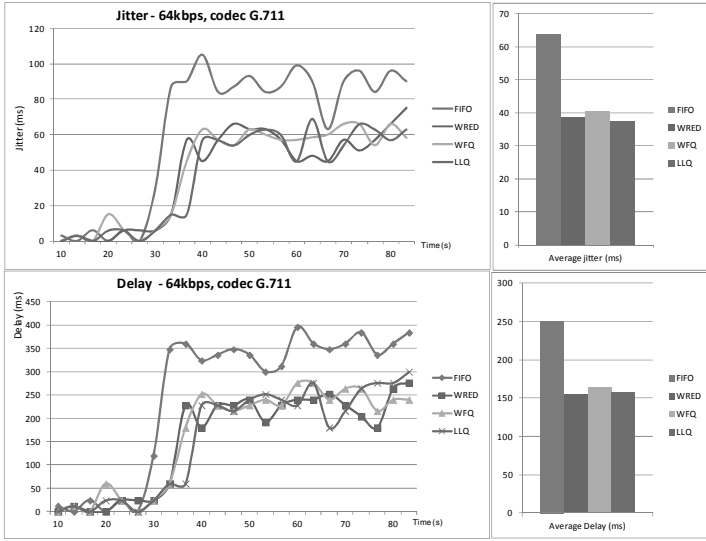 Jitter - 64kbps, codec G.711
Jitter (ms)
120
100
80
60
40
20
0
10 20 30 40 50 60 70 80
Time (s)
FIFO
WRED
WFQ
LLQ
70
60
50
40
30
20
10
0
Average jitter (ms)
FIFO
WRED
WFQ
LLQ
Delay - 64kbps, codec G.711
Delay (ms)
450
400
350
300
250
200
150
100
50
0
10 20 30 40 50 60 70 80
Time (s)
FIFO
WRED
WFQ
LLQ
300
250
200
150
100
50
0
Average Delay (ms)
FIFO
WRED
WFQ
LLQ